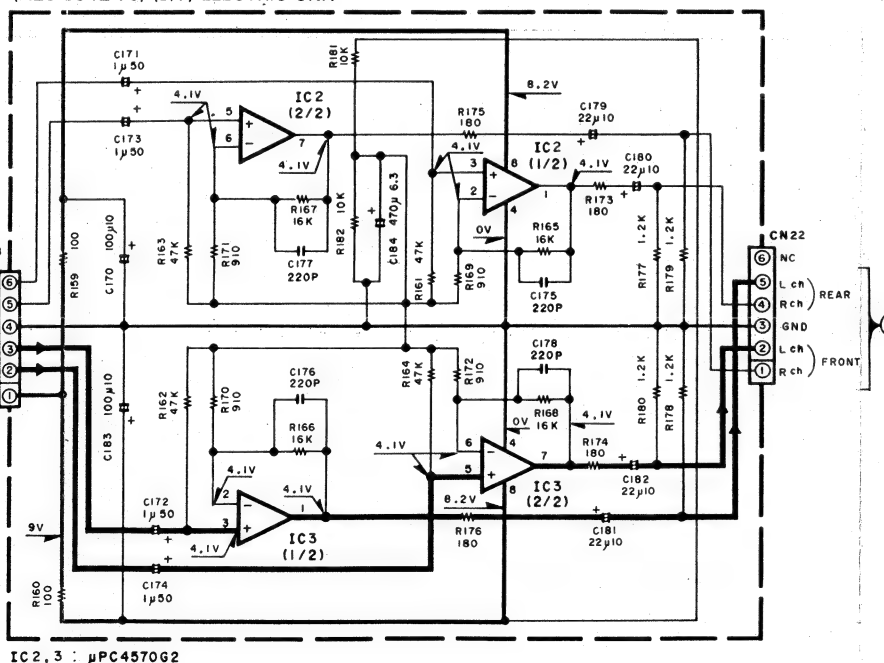 C171
1µ50
C173
1µ50
R181
10K
4.1V
IC2
(2/2)
5
6
7
+
−
4.1V
8.2V
R175
180
C179
22µ10
IC2
(1/2)
4.1V
3
2
8
1
4
+
−
4.1V
C180
22µ10
R173
180
R167
16K
C177
220P
R182
10K
C184
470µ 6.3
0V
R165
16K
C175
220P
R159
100
C170
100µ10
R163
47K
R171
910
R161
47K
R169
910
R177
1.2K
R179
1.2K
CN22
6
NC
5
L ch
4
R ch
REAR
3
GND
2
L ch
1
R ch
FRONT
6
5
4
3
2
1
C183
100µ10
R162
47K
R170
910
C176
220P
R166
16K
R164
47K
R172
910
C178
220P
R168
16K
4.1V
R180
1.2K
R178
1.2K
4.1V
0V
4
6
5
7
8
−
+
R174
180
C182
22µ10
IC3
(2/2)
4.1V
2
3
1
−
+
4.1V
4.1V
IC3
(1/2)
8.2V
R176
180
C181
22µ10
C172
1µ50
C174
1µ50
9V
R160
100
IC2,3 : µPC4570G2